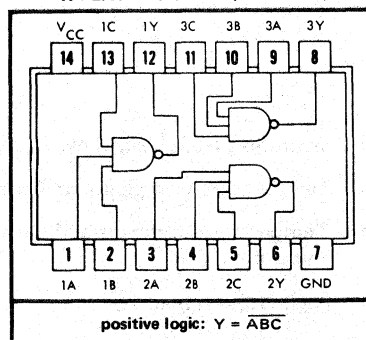 VCC 1C 1Y 3C 3B 3A 3Y
14 13 12 11 10 9 8
1 2 3 4 5 6 7
1A 1B 2A 2B 2C 2Y GND
positive logic: Y = \overline{ABC}